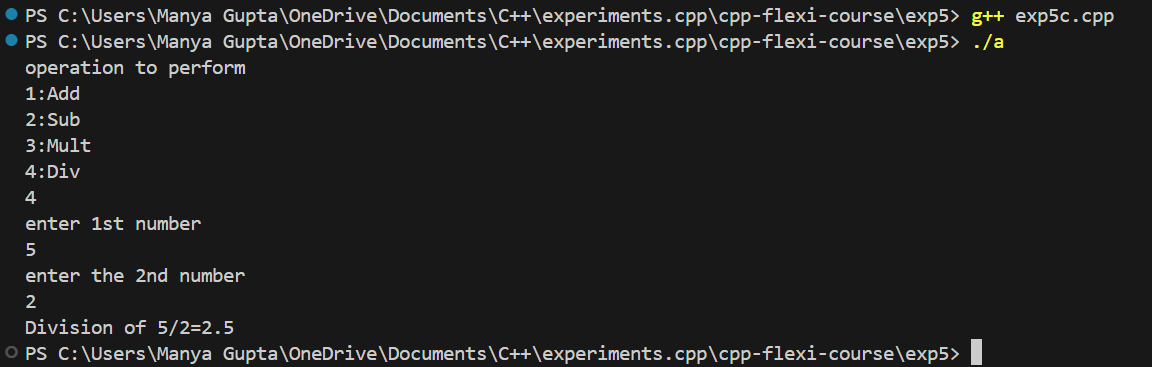 PS C:\Users\Manya Gupta\OneDrive\Documents\C++\experiments.cpp\cpp-flexi-course\exp5> g++ exp5c.cpp
PS C:\Users\Manya Gupta\OneDrive\Documents\C++\experiments.cpp\cpp-flexi-course\exp5> ./a
operation to perform
1:Add
2:Sub
3:Mult
4:Div
4
enter 1st number
5
enter the 2nd number
2
Division of 5/2=2.5
PS C:\Users\Manya Gupta\OneDrive\Documents\C++\experiments.cpp\cpp-flexi-course\exp5>